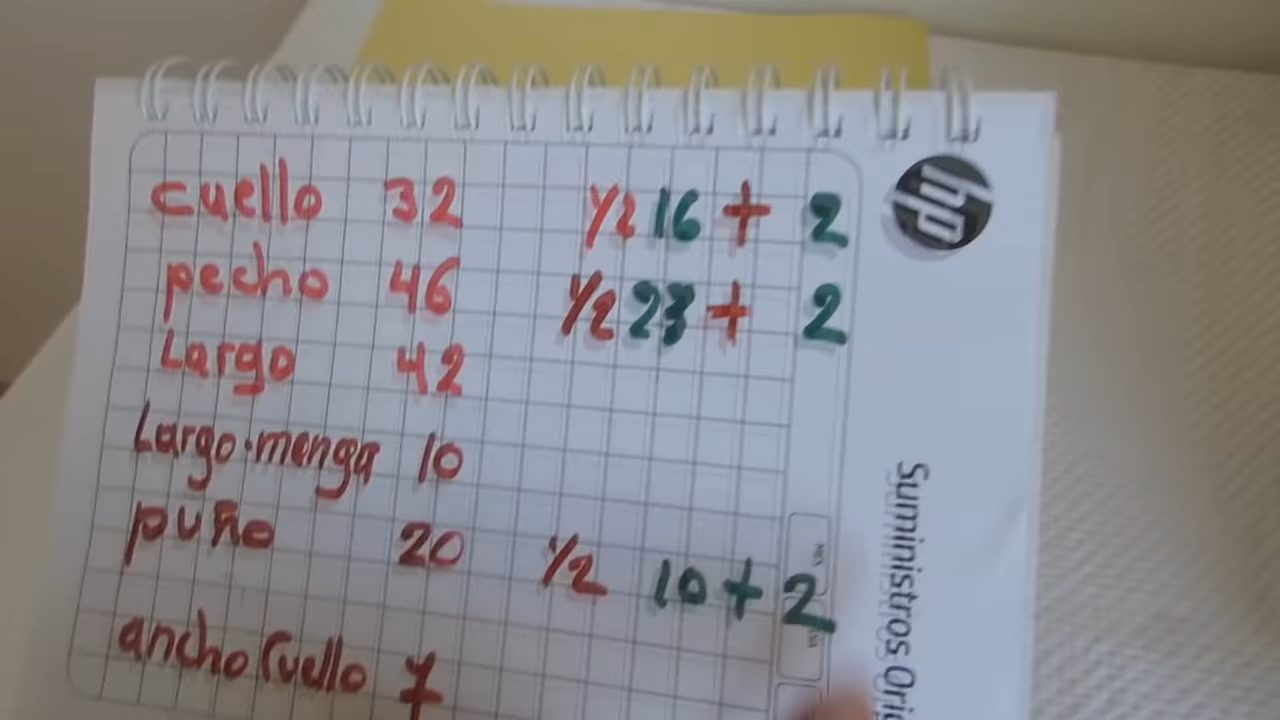 cuello 32 1/2 16 + 2
pecho 46 1/2 23 + 2
Largo 42
Largo.menga 10
puño 20 1/2 10 + 2
ancho Cuello 7
hp
Suministros Ori